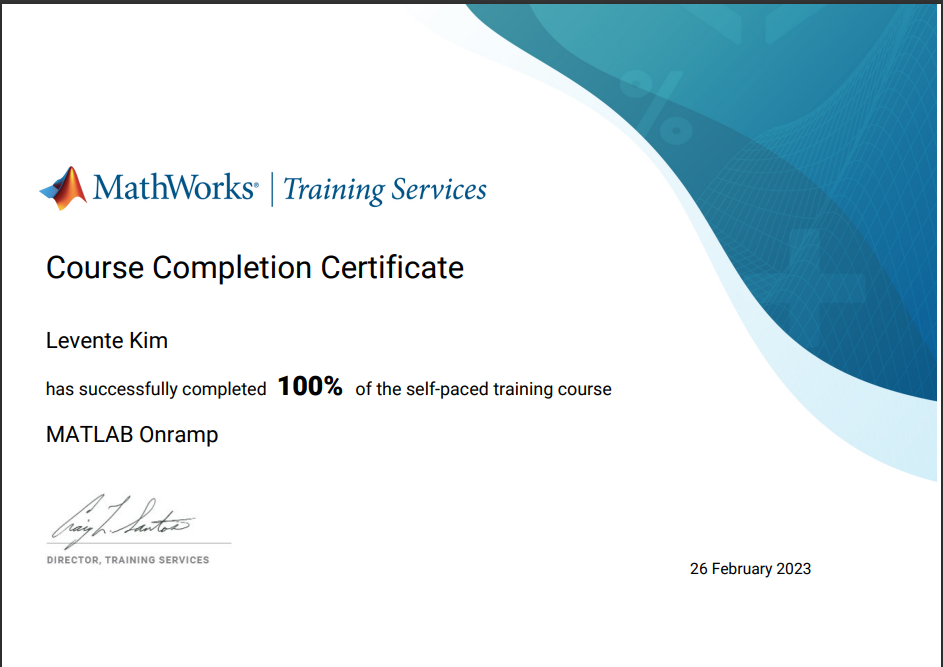 MathWorks® | Training Services
Course Completion Certificate
Levente Kim
has successfully completed 100% of the self-paced training course
MATLAB Onramp
Craig L. Santos
DIRECTOR, TRAINING SERVICES
26 February 2023